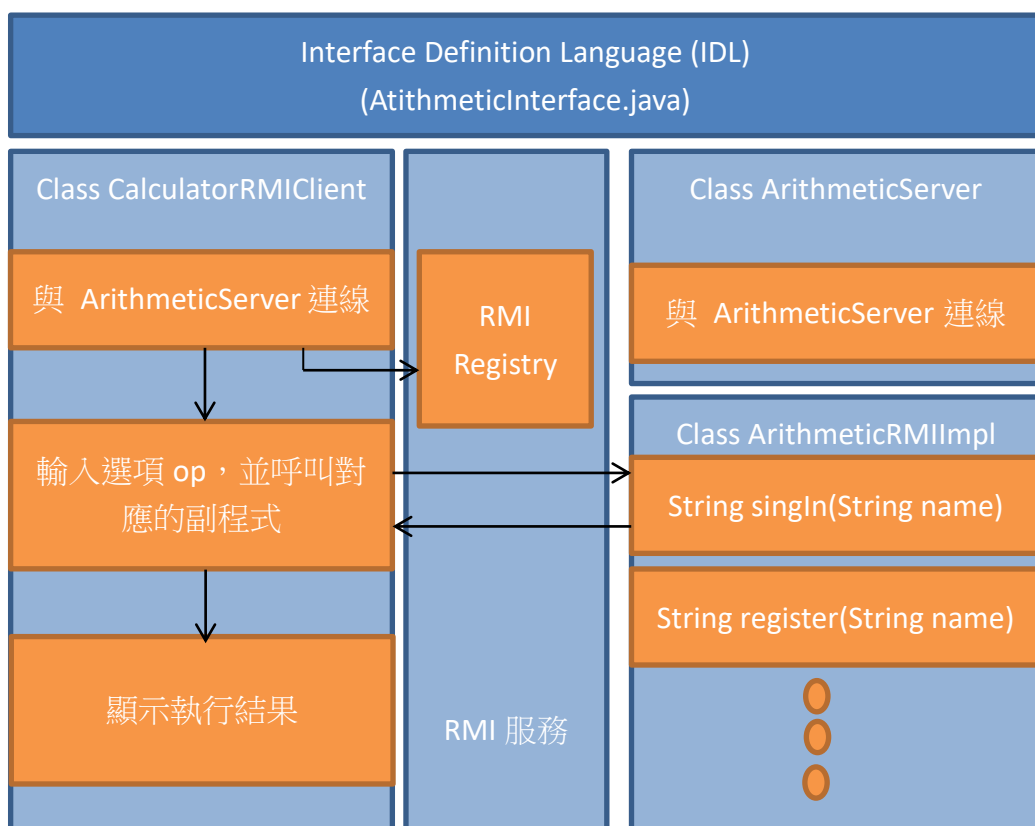 Interface Definition Language (IDL)
(AtithmeticInterface.java)
Class CalculatorRMIClient
與 ArithmeticServer 連線
輸入選項 op，並呼叫對
應的副程式
顯示執行結果
RMI
Registry
RMI 服務
Class ArithmeticServer
與 ArithmeticServer 連線
Class ArithmeticRMIImpl
String singIn(String name)
String register(String name)